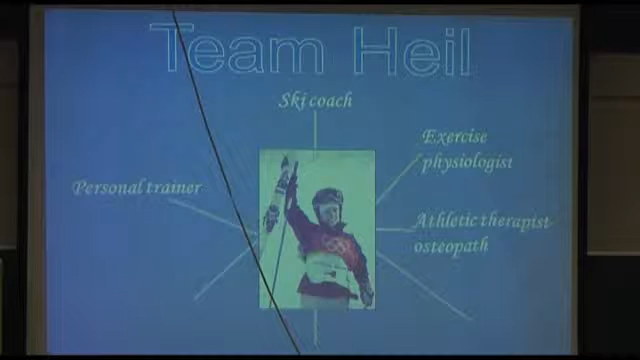 Team Heil
Ski coach
Exercise
physiologist
Personal trainer
Athletic therapist
osteopath